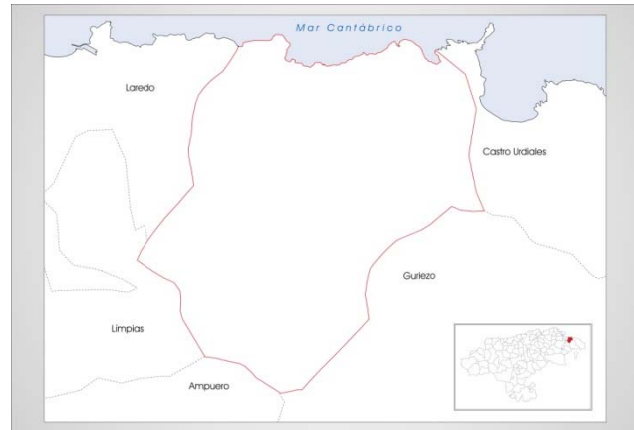 Mar Cantábrico
Laredo
Castro Urdiales
Guriezo
Limpias
Ampuero